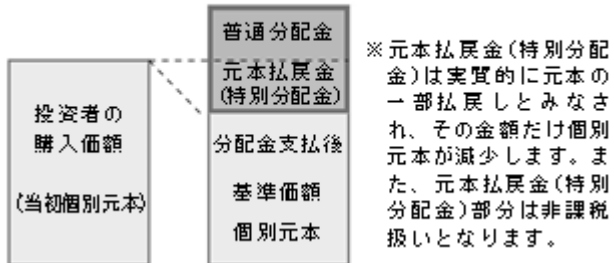 投資者の
購入価額
(当初個別元本)
普通分配金
元本払戻金
(特別分配金)
分配金支払後
基準価額
個別元本
※元本払戻金(特別分配
金)は実質的に元本の
一部払戻しとみなさ
れ、その金額だけ個別
元本が減少します。ま
た、元本払戻金(特別
分配金)部分は非課税
扱いとなります。